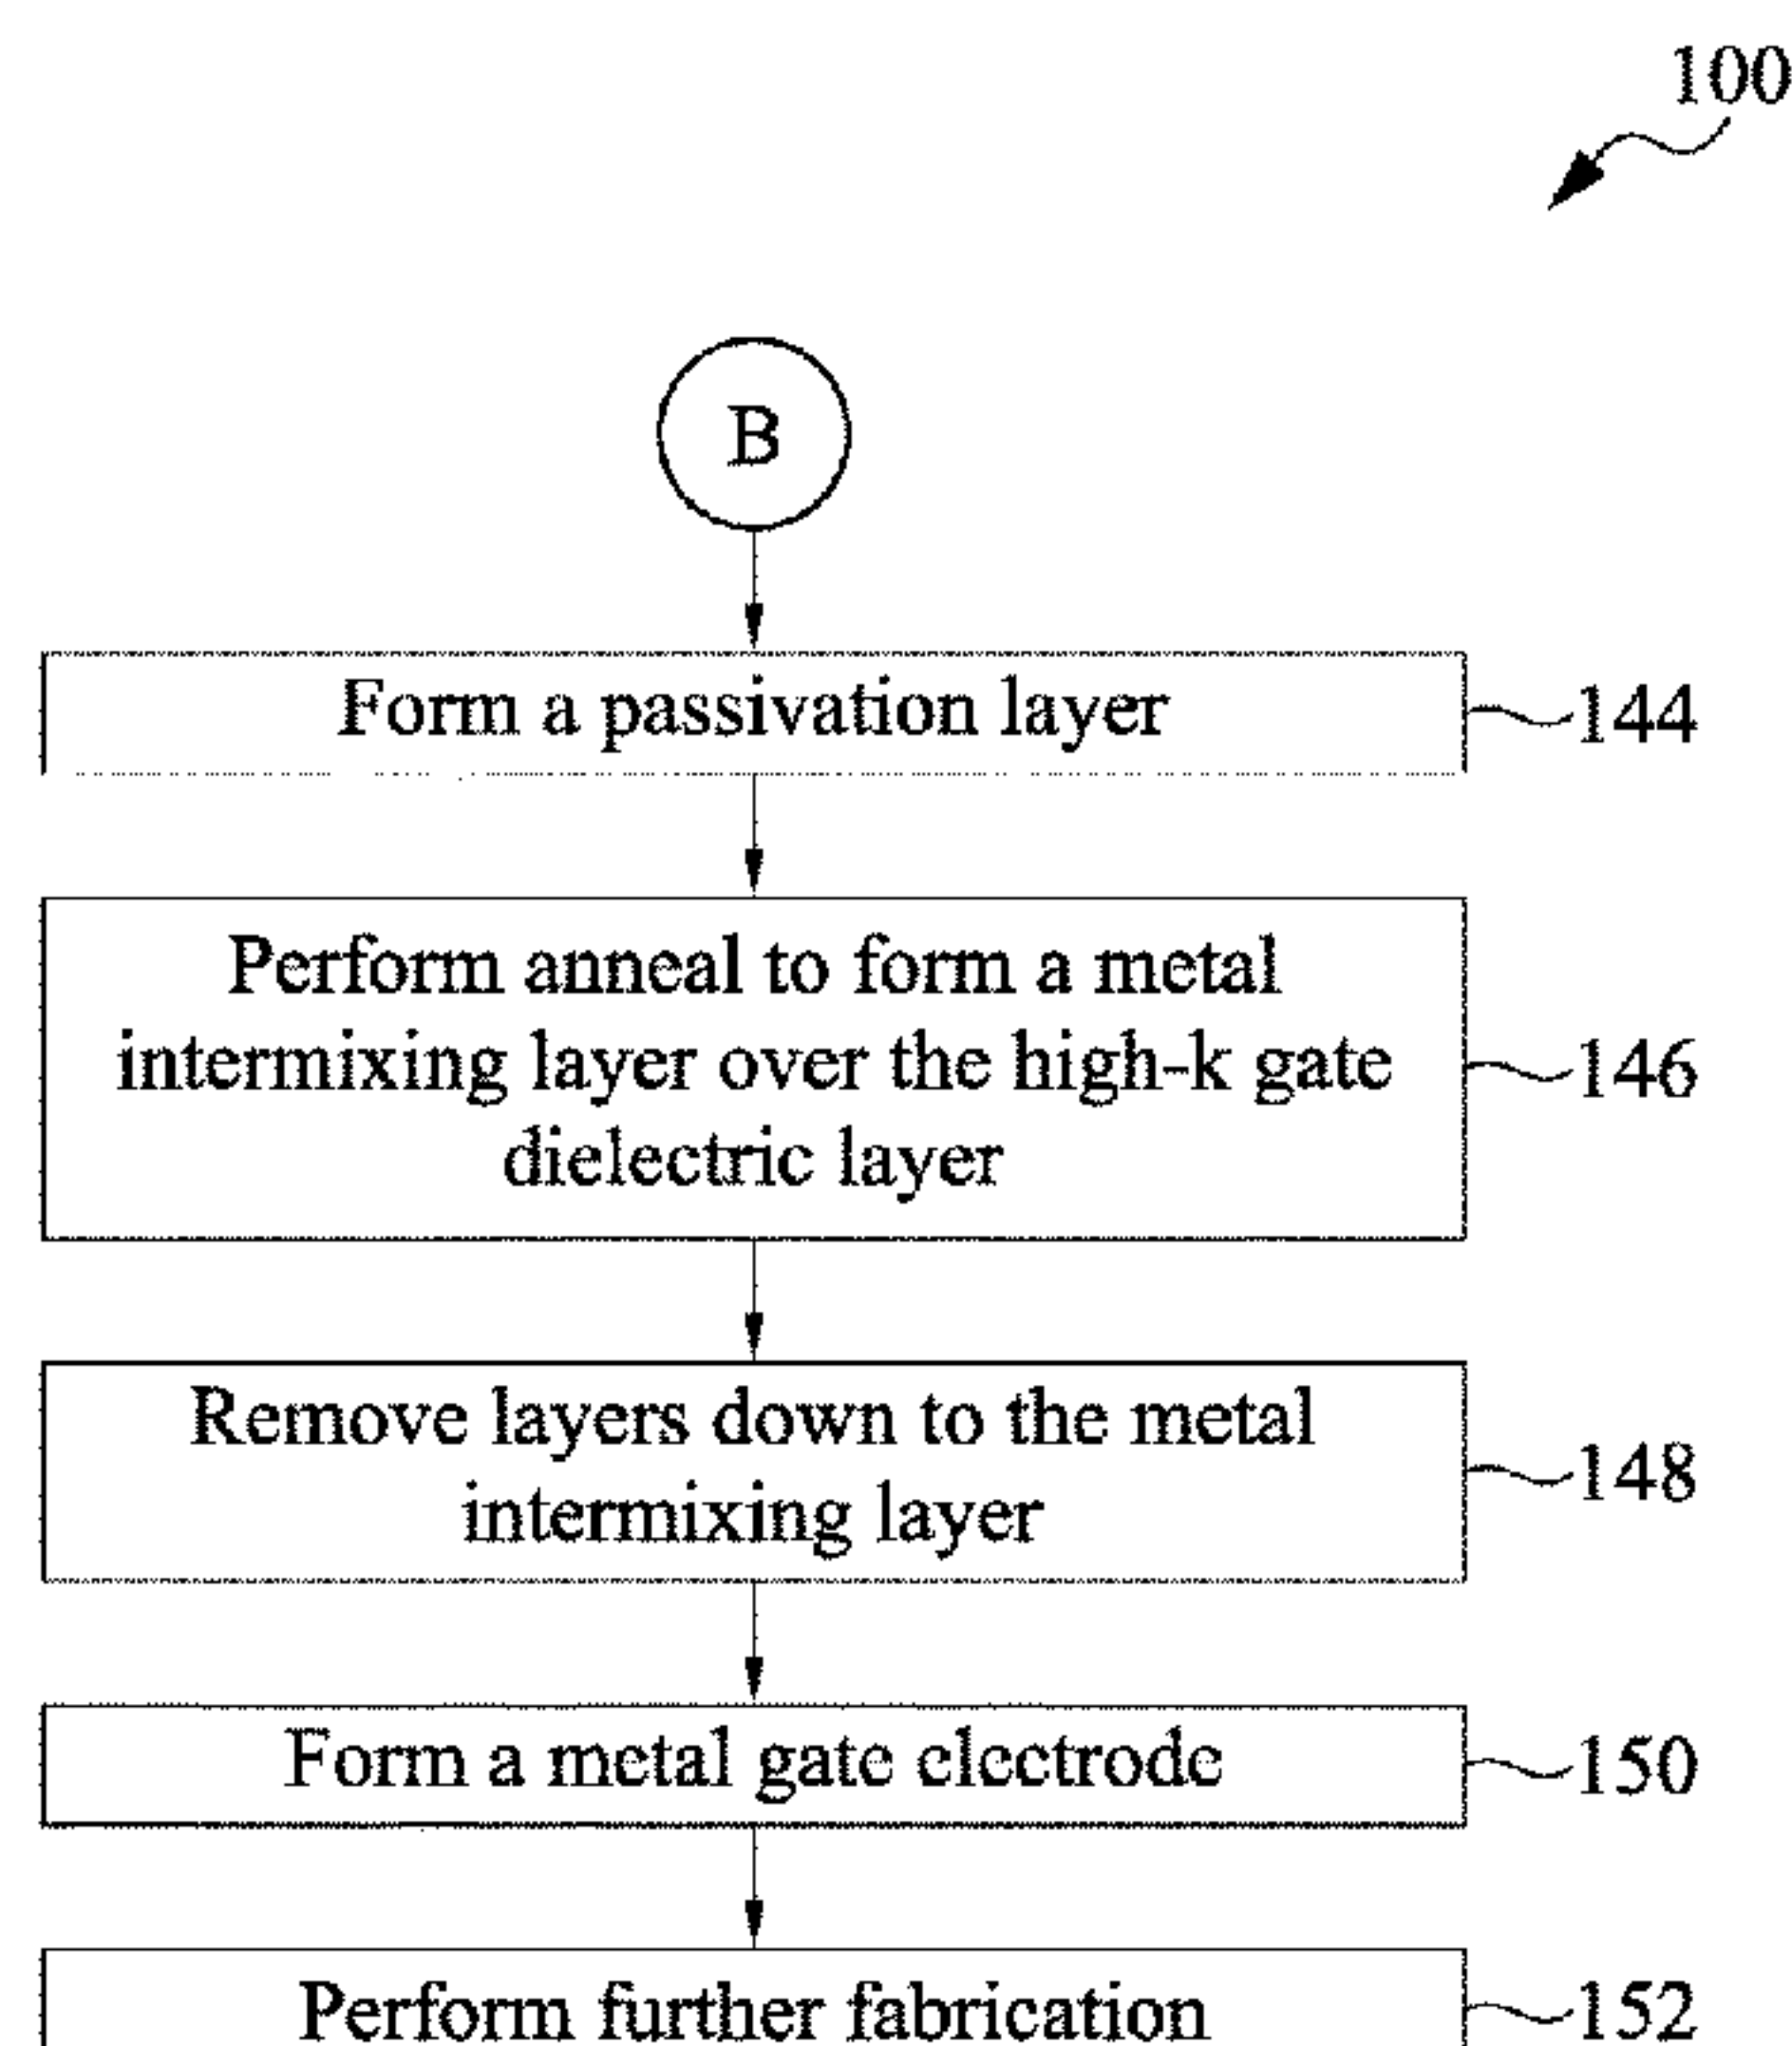 100
B
Form a passivation layer
144
Perform anneal to form a metal
intermixing layer over the high-k gate
dielectric layer
146
Remove layers down to the metal
intermixing layer
148
Form a metal gate electrode
150
Perform further fabrication
152